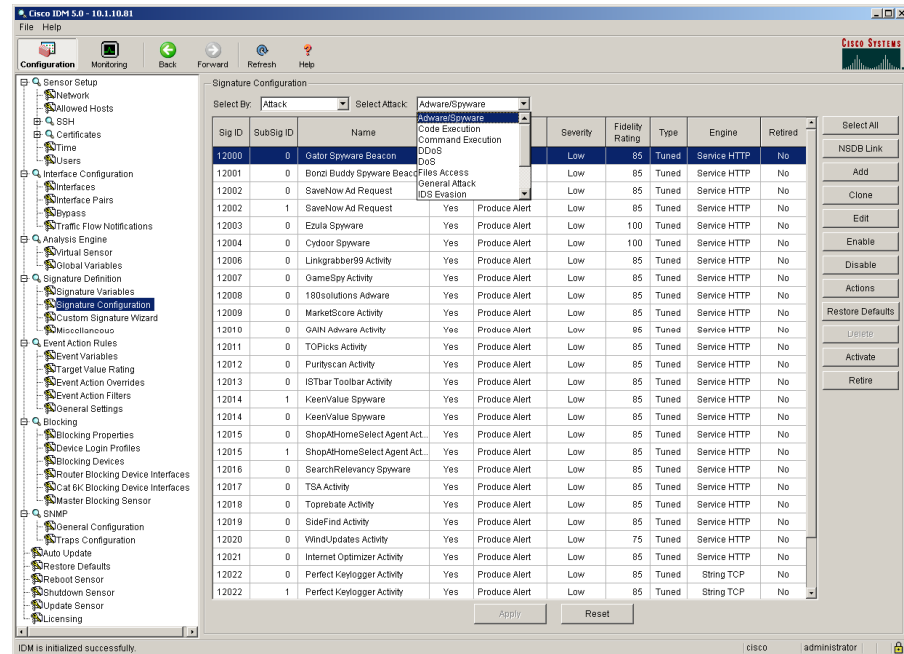 Cisco IDM 5.0 - 10.1.10.81
File Help
Configuration Monitoring Back Forward Refresh Help
CISCO SYSTEMS
Sensor Setup
Network
Allowed Hosts
SSH
Certificates
Time
Users
Interface Configuration
Interfaces
Interface Pairs
Bypass
Traffic Flow Notifications
Analysis Engine
Virtual Sensor
Global Variables
Signature Definition
Signature Variables
Signature Configuration
Custom Signature Wizard
Miscellaneous
Event Action Rules
Event Variables
Target Value Rating
Event Action Overrides
Event Action Filters
General Settings
Blocking
Blocking Properties
Device Login Profiles
Blocking Devices
Router Blocking Device Interfaces
Cat 6K Blocking Device Interfaces
Master Blocking Sensor
SNMP
General Configuration
Traps Configuration
Auto Update
Restore Defaults
Reboot Sensor
Shutdown Sensor
Update Sensor
Licensing
Signature Configuration
Select By: Attack Select Attack: Adware/Spyware
Adware/Spyware
Code Execution
Command Execution
DDoS
DoS
Files Access
General Attack
IDS Evasion
Sig ID SubSig ID Name Severity Fidelity Rating Type Engine Retired
12000 0 Gator Spyware Beacon Low 85 Tuned Service HTTP No
12001 0 Bonzi Buddy Spyware Beaco Low 85 Tuned Service HTTP No
12002 0 SaveNow Ad Request Low 85 Tuned Service HTTP No
12002 1 SaveNow Ad Request Yes Produce Alert Low 85 Tuned Service HTTP No
12003 0 Ezula Spyware Yes Produce Alert Low 100 Tuned Service HTTP No
12004 0 Cydoor Spyware Yes Produce Alert Low 100 Tuned Service HTTP No
12006 0 Linkgrabber99 Activity Yes Produce Alert Low 85 Tuned Service HTTP No
12007 0 GameSpy Activity Yes Produce Alert Low 85 Tuned Service HTTP No
12008 0 180solutions Adware Yes Produce Alert Low 85 Tuned Service HTTP No
12009 0 MarketScore Activity Yes Produce Alert Low 85 Tuned Service HTTP No
12010 0 GAIN Adware Activity Yes Produce Alert Low 85 Tuned Service HTTP No
12011 0 TOPicks Activity Yes Produce Alert Low 85 Tuned Service HTTP No
12012 0 Purityscan Activity Yes Produce Alert Low 85 Tuned Service HTTP No
12013 0 ISTbar Toolbar Activity Yes Produce Alert Low 85 Tuned Service HTTP No
12014 1 KeenValue Spyware Yes Produce Alert Low 85 Tuned Service HTTP No
12014 0 KeenValue Spyware Yes Produce Alert Low 85 Tuned Service HTTP No
12015 0 ShopAtHomeSelect Agent Act... Yes Produce Alert Low 85 Tuned Service HTTP No
12015 1 ShopAtHomeSelect Agent Act... Yes Produce Alert Low 85 Tuned Service HTTP No
12016 0 SearchRelevancy Spyware Yes Produce Alert Low 85 Tuned Service HTTP No
12017 0 TSA Activity Yes Produce Alert Low 85 Tuned Service HTTP No
12018 0 Toprebate Activity Yes Produce Alert Low 85 Tuned Service HTTP No
12019 0 SideFind Activity Yes Produce Alert Low 85 Tuned Service HTTP No
12020 0 WindUpdates Activity Yes Produce Alert Low 75 Tuned Service HTTP No
12021 0 Internet Optimizer Activity Yes Produce Alert Low 85 Tuned Service HTTP No
12022 0 Perfect Keylogger Activity Yes Produce Alert Low 85 Tuned String TCP No
12022 1 Perfect Keylogger Activity Yes Produce Alert Low 85 Tuned String TCP No
Select All
NSDB Link
Add
Clone
Edit
Enable
Disable
Actions
Restore Defaults
Delete
Activate
Retire
Apply Reset
IDM is initialized successfully. cisco administrator